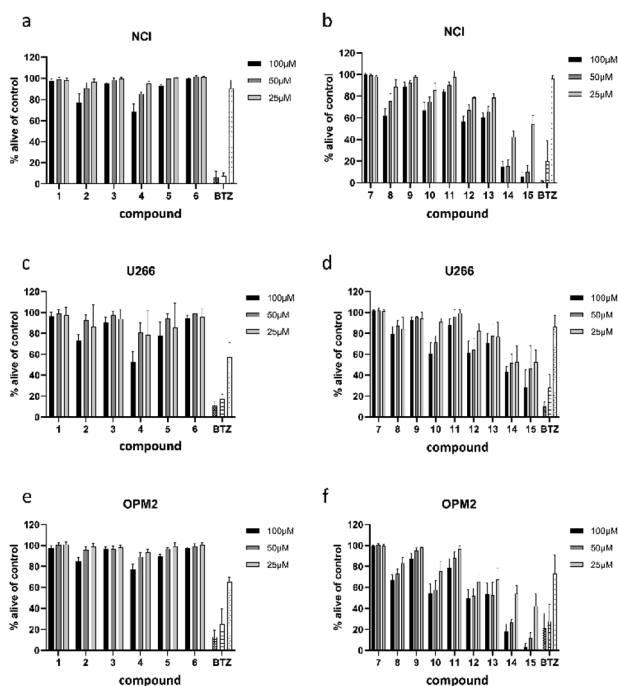 a
NCI
% alive of control
120
100
80
60
40
20
0
1 2 3 4 5 6 BTZ
compound
100µM
50µM
25µM
b
NCI
% alive of control
100
80
60
40
20
0
7 8 9 10 11 12 13 14 15 BTZ
compound
100µM
50µM
25µM
c
U266
% alive of control
120
100
80
60
40
20
0
1 2 3 4 5 6 BTZ
compound
100µM
50µM
25µM
d
U266
% alive of control
120
100
80
60
40
20
0
7 8 9 10 11 12 13 14 15 BTZ
compound
100µM
50µM
25µM
e
OPM2
% alive of control
120
100
80
60
40
20
0
1 2 3 4 5 6 BTZ
compound
100µM
50µM
25µM
f
OPM2
% alive of control
120
100
80
60
40
20
0
7 8 9 10 11 12 13 14 15 BTZ
compound
100µM
50µM
25µM